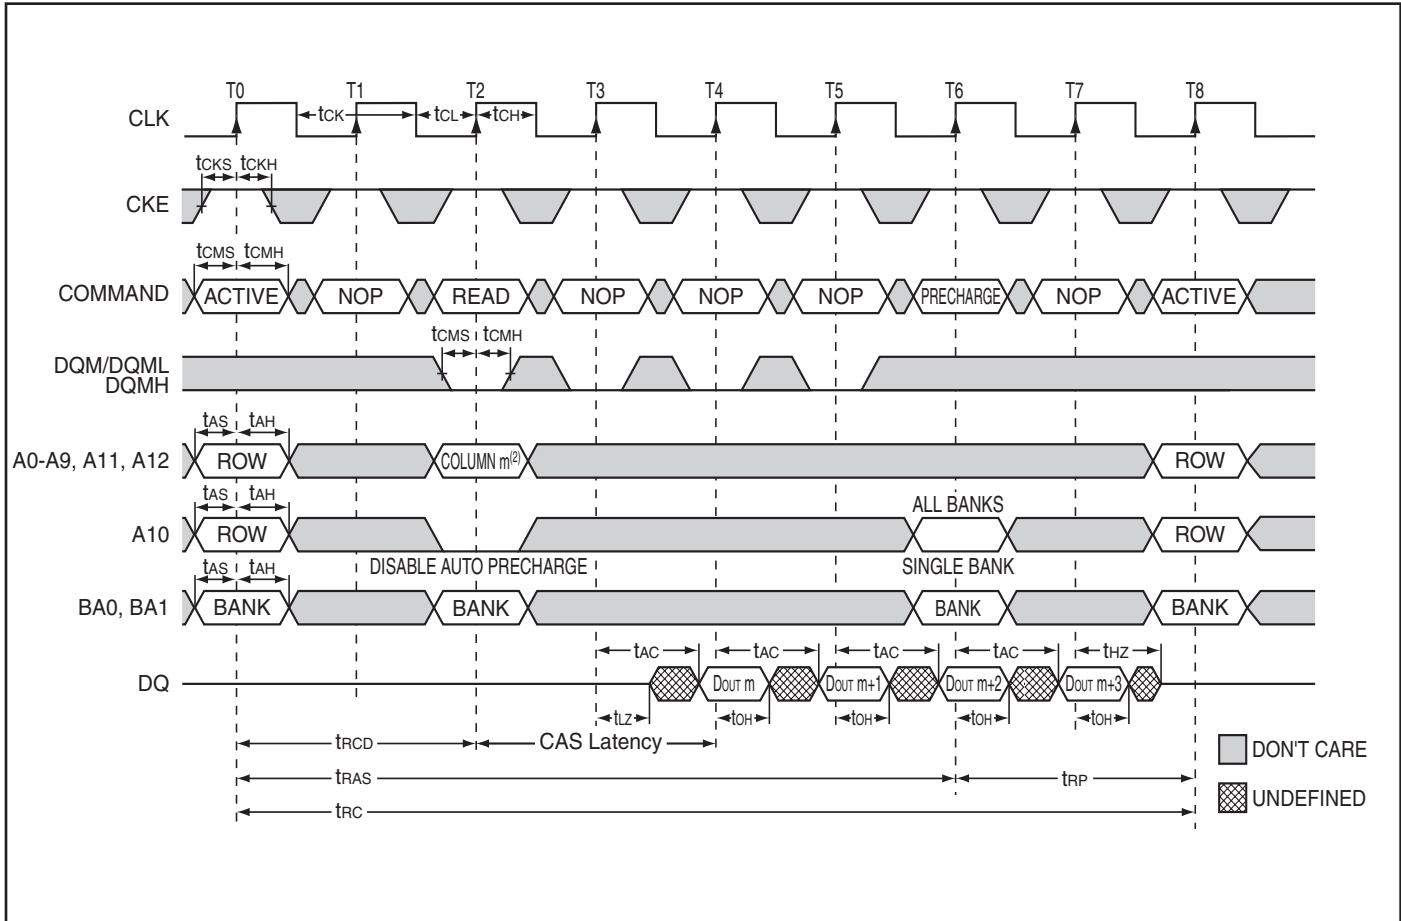 T0 T1 T2 T3 T4 T5 T6 T7 T8
CLK tCK tCL tCH
tCKS tCKH
CKE
tCMS tCMH
COMMAND ACTIVE NOP READ NOP NOP NOP PRECHARGE NOP ACTIVE
tCMS tCMH
DQM/DQML
DQMH
tAS tAH
A0-A9, A11, A12 ROW COLUMN m(2) ROW
tAS tAH ALL BANKS
A10 ROW ROW
DISABLE AUTO PRECHARGE SINGLE BANK
tAS tAH
BA0, BA1 BANK BANK BANK BANK
tAC tAC tAC tAC tHZ
DQ DOUT m DOUT m+1 DOUT m+2 DOUT m+3
tLZ tOH tOH tOH tOH
tRCD CAS Latency
DON'T CARE
tRAS tRP
UNDEFINED
tRC